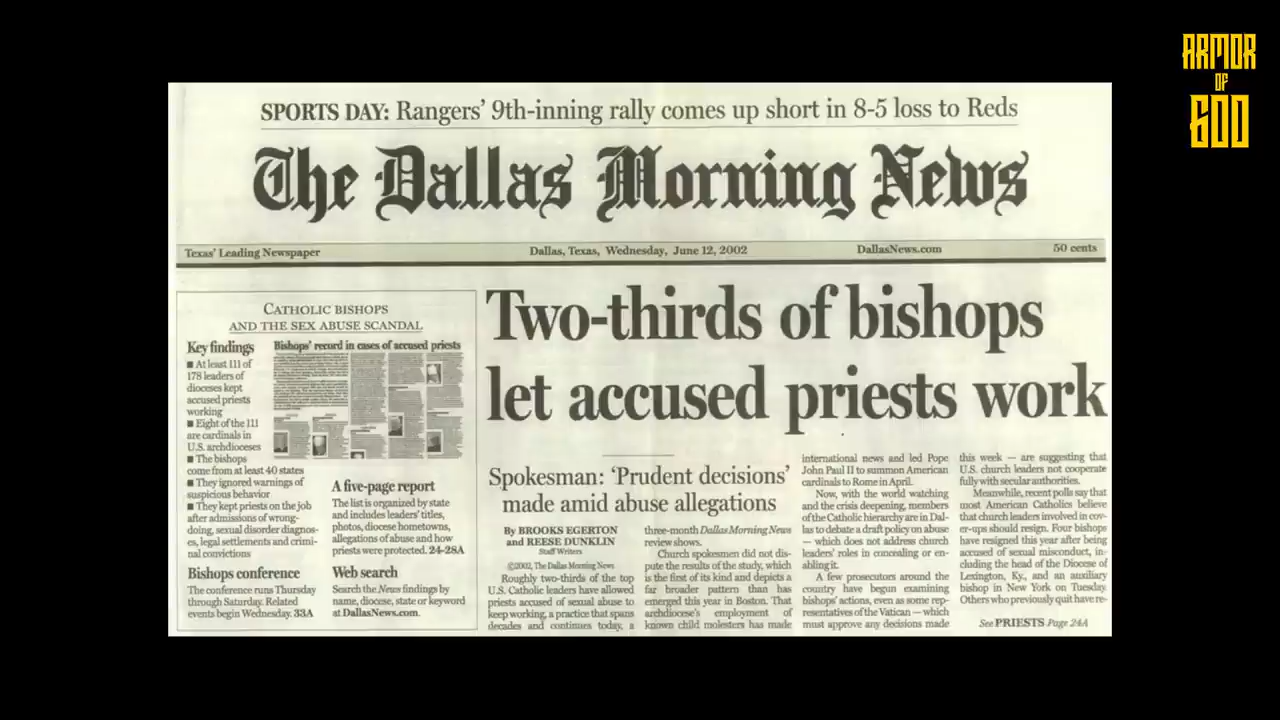 ARMOR
OF
GOD
SPORTS DAY: Rangers' 9th-inning rally comes up short in 8-5 loss to Reds
The Dallas Morning News
Texas' Leading Newspaper
Dallas, Texas, Wednesday, June 12, 2002
DallasNews.com
50 cents
CATHOLIC BISHOPS
AND THE SEX ABUSE SCANDAL
Key findings
■ At least 111 of
178 leaders of
dioceses kept
accused priests
working
■ Eight of the 111
are cardinals in
U.S. archdioceses
■ The bishops
come from at least 40 states
■ They ignored warnings of
suspicious behavior
■ They kept priests on the job
after admissions of wrong-
doing, sexual disorder diagnos-
es, legal settlements and crimi-
nal convictions
Bishops' record in cases of accused priests
A five-page report
The list is organized by state
and includes leaders' titles,
photos, diocese hometowns,
allegations of abuse and how
priests were protected. 24-28A
Bishops conference
The conference runs Thursday
through Saturday. Related
events begin Wednesday. 33A
Web search
Search the News findings by
name, diocese, state or keyword
at DallasNews.com.
Two-thirds of bishops
let accused priests work
Spokesman: 'Prudent decisions'
made amid abuse allegations
By BROOKS EGERTON
and REESE DUNKLIN
Staff Writers
©2002, The Dallas Morning News
Roughly two-thirds of the top
U.S. Catholic leaders have allowed
priests accused of sexual abuse to
keep working, a practice that spans
decades and continues today, a
three-month Dallas Morning News
review shows.
Church spokesmen did not dis-
pute the results of the study, which
is the first of its kind and depicts a
far broader pattern than has
emerged this year in Boston. That
archdiocese's employment of
known child molesters has made
international news and led Pope
John Paul II to summon American
cardinals to Rome in April.
Now, with the world watching
and the crisis deepening, members
of the Catholic hierarchy are in Dal-
las to debate a draft policy on abuse
— which does not address church
leaders' roles in concealing or en-
abling it.
A few prosecutors around the
country have begun examining
bishops' actions, even as some rep-
resentatives of the Vatican — which
must approve any decisions made
this week — are suggesting that
U.S. church leaders not cooperate
fully with secular authorities.
Meanwhile, recent polls say that
most American Catholics believe
that church leaders involved in cov-
er-ups should resign. Four bishops
have resigned this year after being
accused of sexual misconduct, in-
cluding the head of the Diocese of
Lexington, Ky., and an auxiliary
bishop in New York on Tuesday.
Others who previously quit have re-
See PRIESTS Page 24A